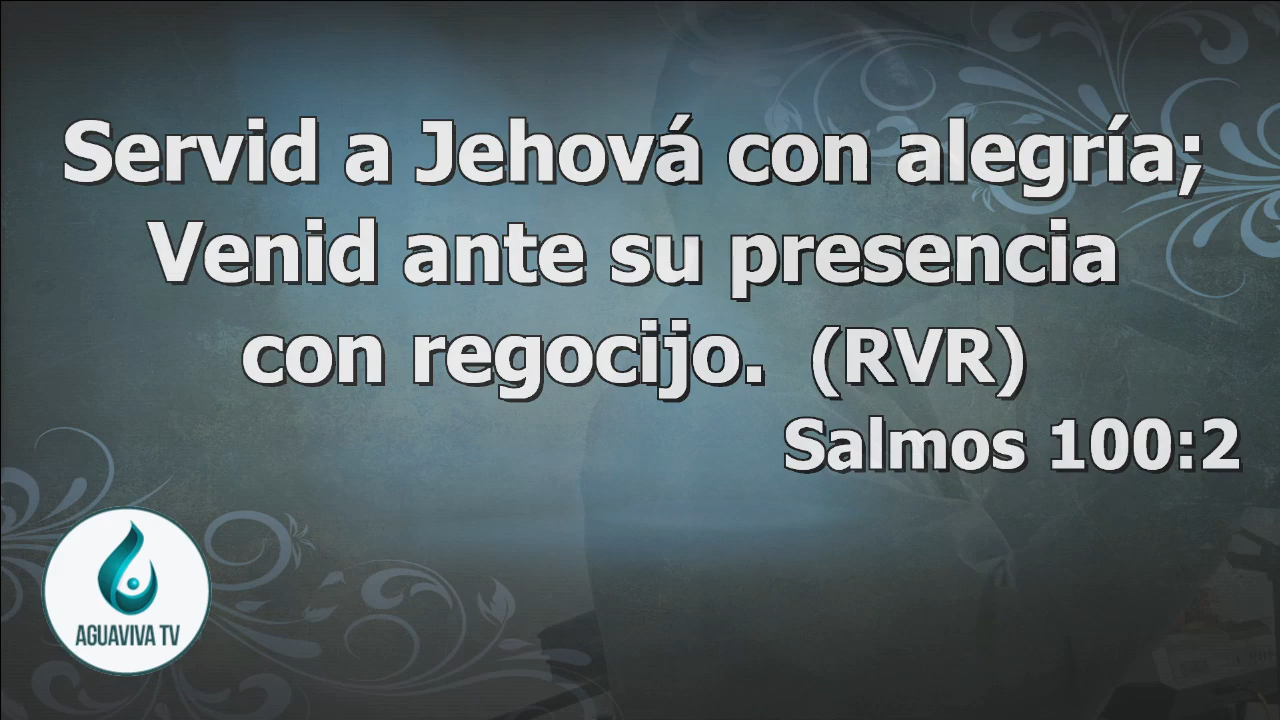 Servid a Jehová con alegría;
Venid ante su presencia
con regocijo. (RVR)
Salmos 100:2
AGUAVIVA TV